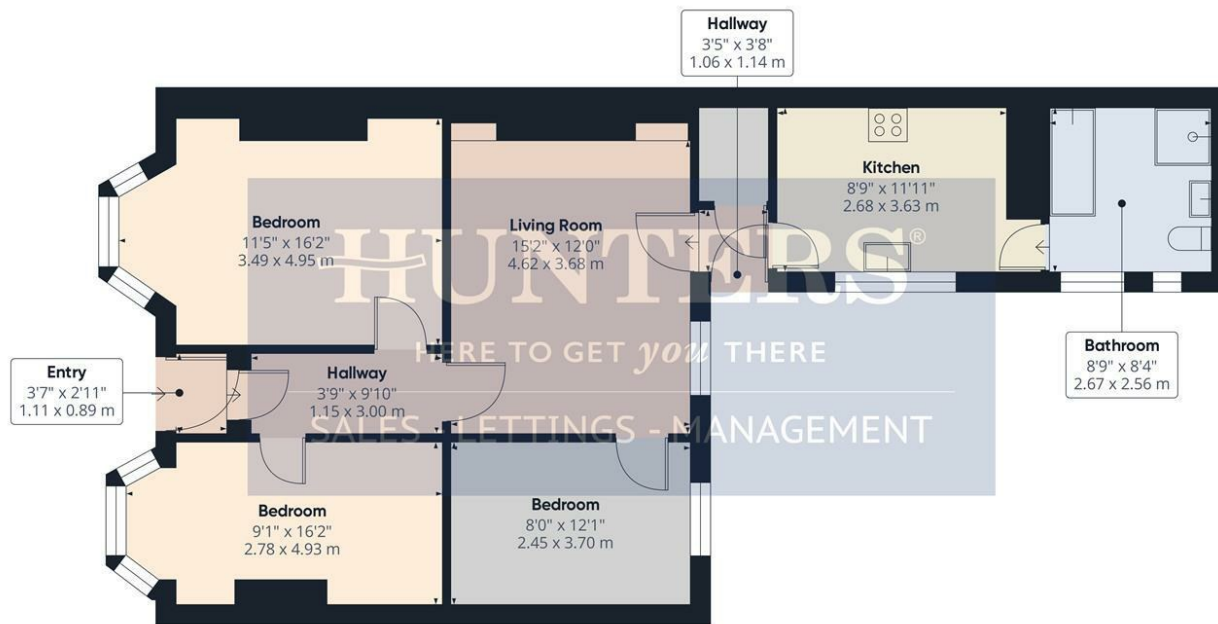 Hallway
3'5" x 3'8"
1.06 x 1.14 m
Kitchen
8'9" x 11'11"
2.68 x 3.63 m
Bedroom
11'5" x 16'2"
3.49 x 4.95 m
Living Room
15'2" x 12'0"
4.62 x 3.68 m
HUNTERS®
HERE TO GET you THERE
SALES - LETTINGS - MANAGEMENT
Entry
3'7" x 2'11"
1.11 x 0.89 m
Hallway
3'9" x 9'10"
1.15 x 3.00 m
Bathroom
8'9" x 8'4"
2.67 x 2.56 m
Bedroom
9'1" x 16'2"
2.78 x 4.93 m
Bedroom
8'0" x 12'1"
2.45 x 3.70 m